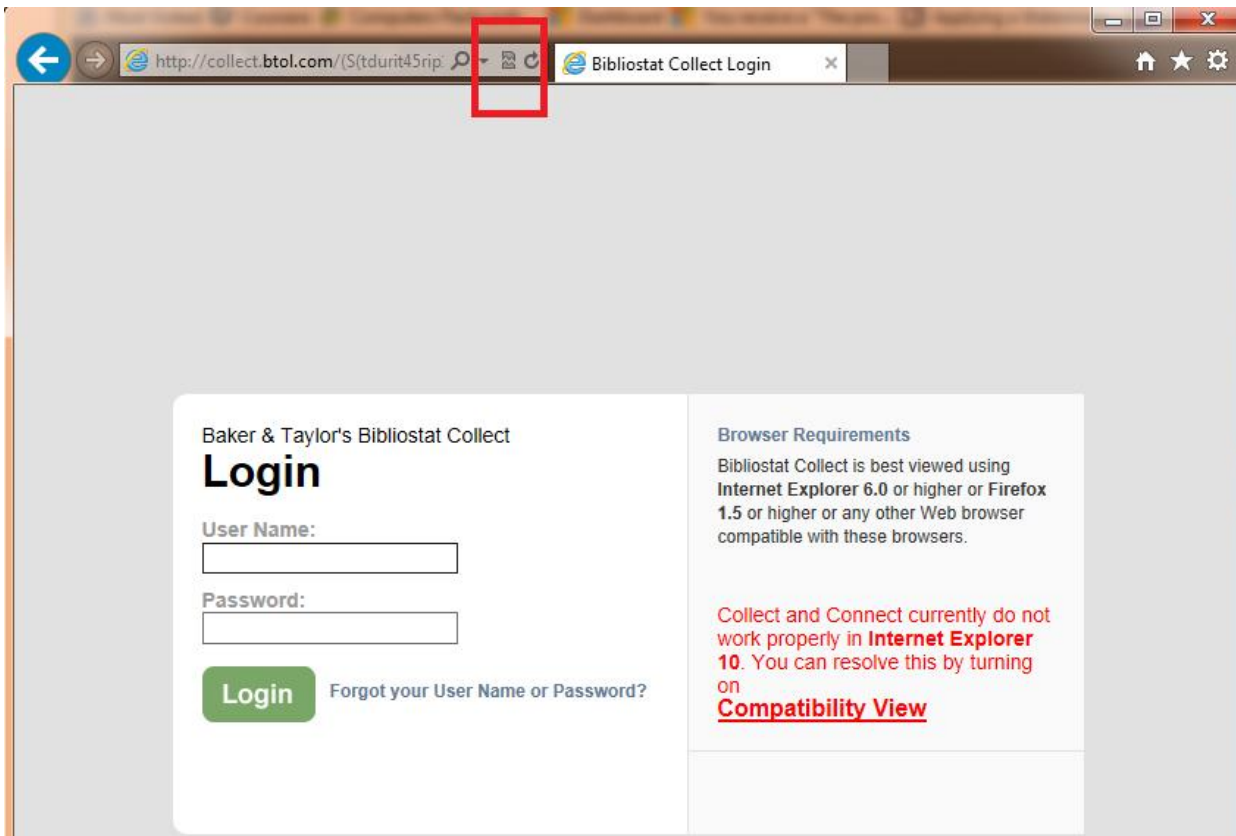 http://collect.btol.com/(S(tdurit45rip
Bibliostat Collect Login
Baker & Taylor's Bibliostat Collect
Login
User Name:
Password:
Login
Forgot your User Name or Password?
Browser Requirements
Bibliostat Collect is best viewed using
Internet Explorer 6.0 or higher or Firefox
1.5 or higher or any other Web browser
compatible with these browsers.
Collect and Connect currently do not
work properly in Internet Explorer
10. You can resolve this by turning
on
Compatibility View